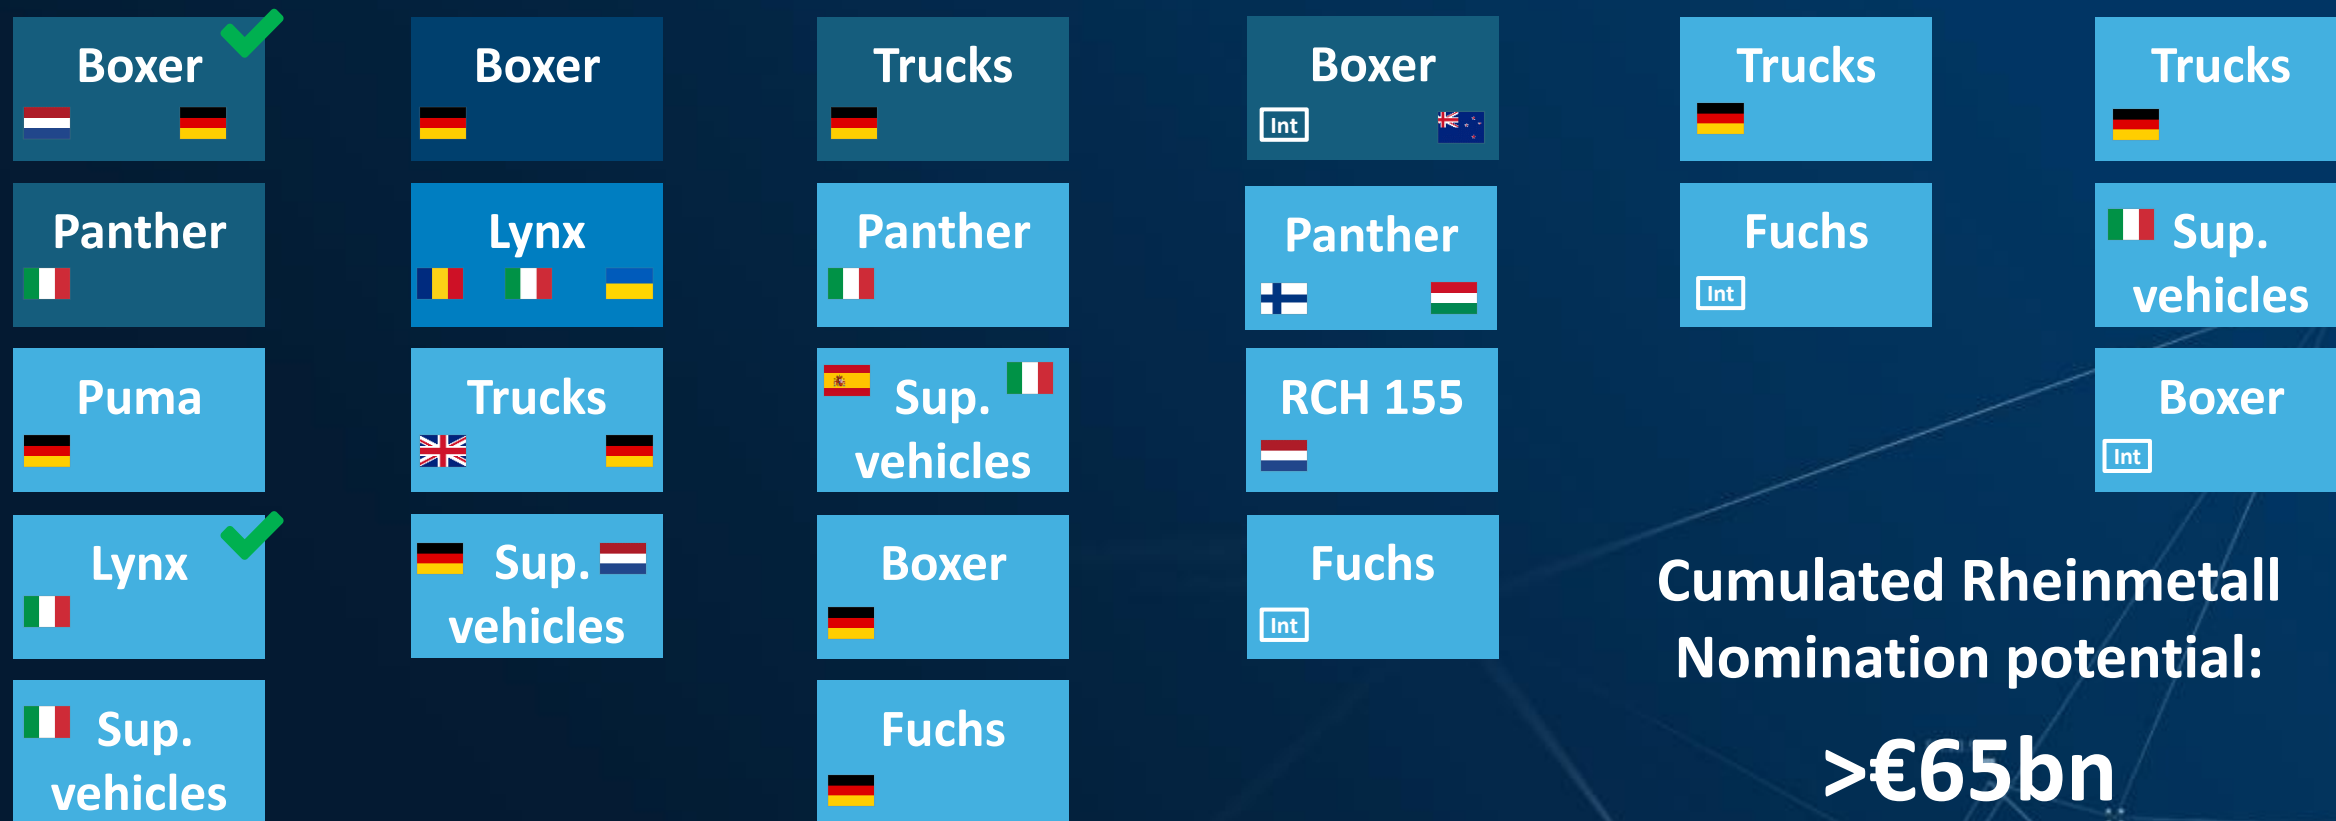 Boxer
Boxer
Trucks
Boxer
Int
Trucks
Trucks
Panther
Lynx
Panther
Panther
Fuchs
Int
Sup.
vehicles
Puma
Trucks
Sup.
vehicles
RCH 155
Boxer
Int
Lynx
Sup.
vehicles
Boxer
Fuchs
Int
Sup.
vehicles
Fuchs
Cumulated Rheinmetall
Nomination potential:
>€65bn